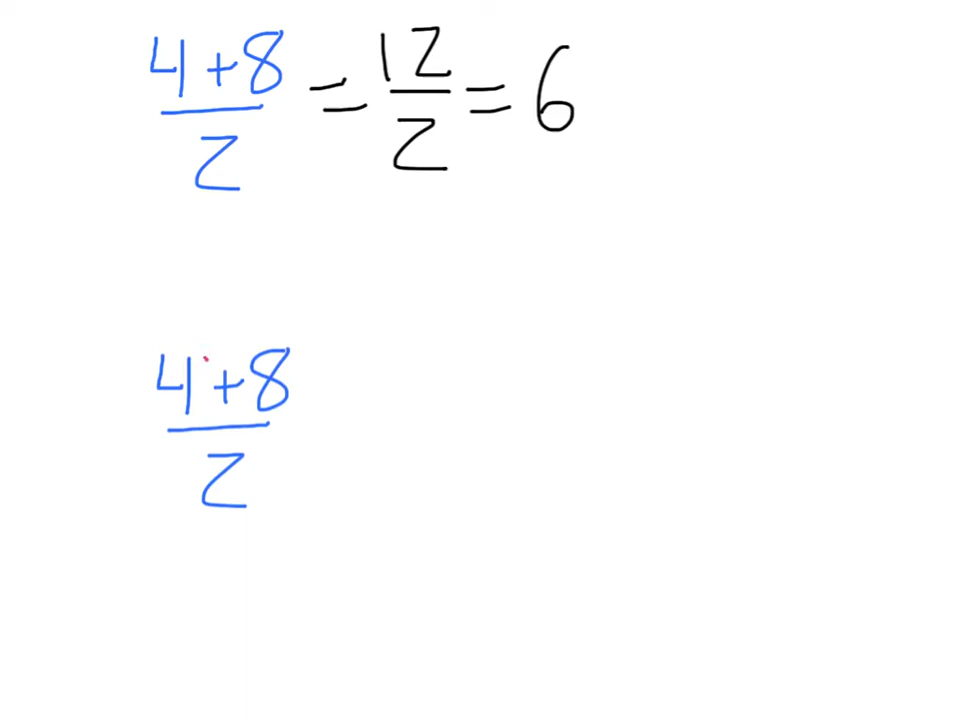 4+8/2 = 12/2 = 6
4+8/2